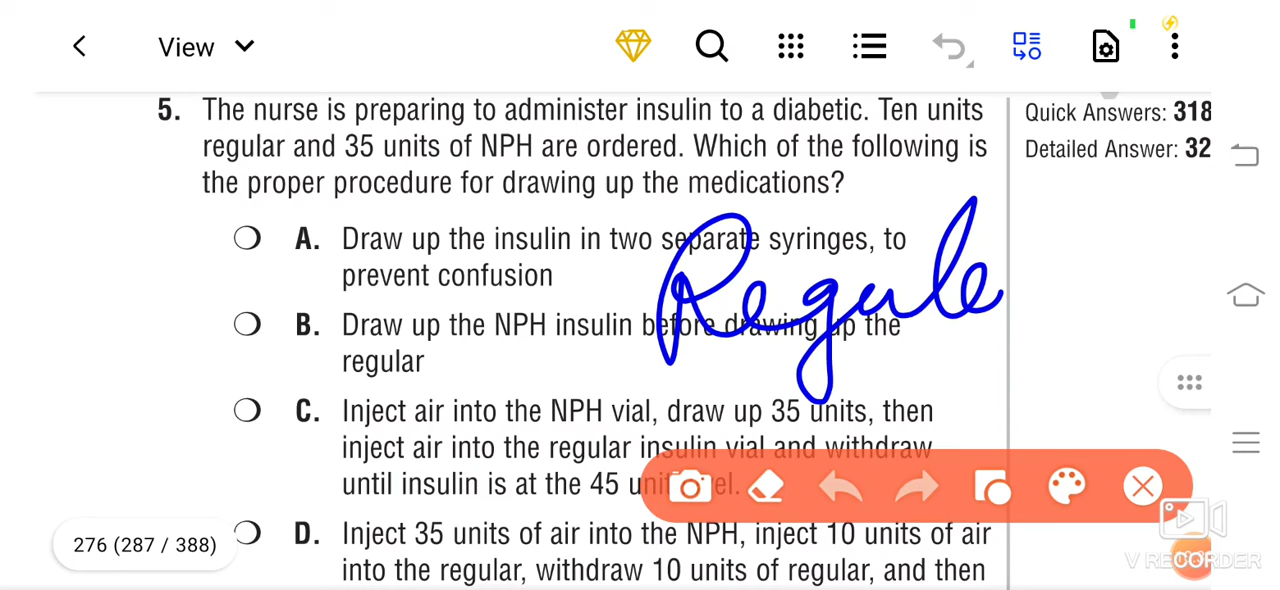 View
5. The nurse is preparing to administer insulin to a diabetic. Ten units
regular and 35 units of NPH are ordered. Which of the following is
the proper procedure for drawing up the medications?
A. Draw up the insulin in two separate syringes, to
prevent confusion
B. Draw up the NPH insulin before drawing up the
regular
C. Inject air into the NPH vial, draw up 35 units, then
inject air into the regular insulin vial and withdraw
until insulin is at the 45
D. Inject 35 units of air into the NPH, inject 10 units of air
into the regular, withdraw 10 units of regular, and then
Regule
Quick Answers: 318
Detailed Answer: 32
276 (287 / 388)
V RECORDER